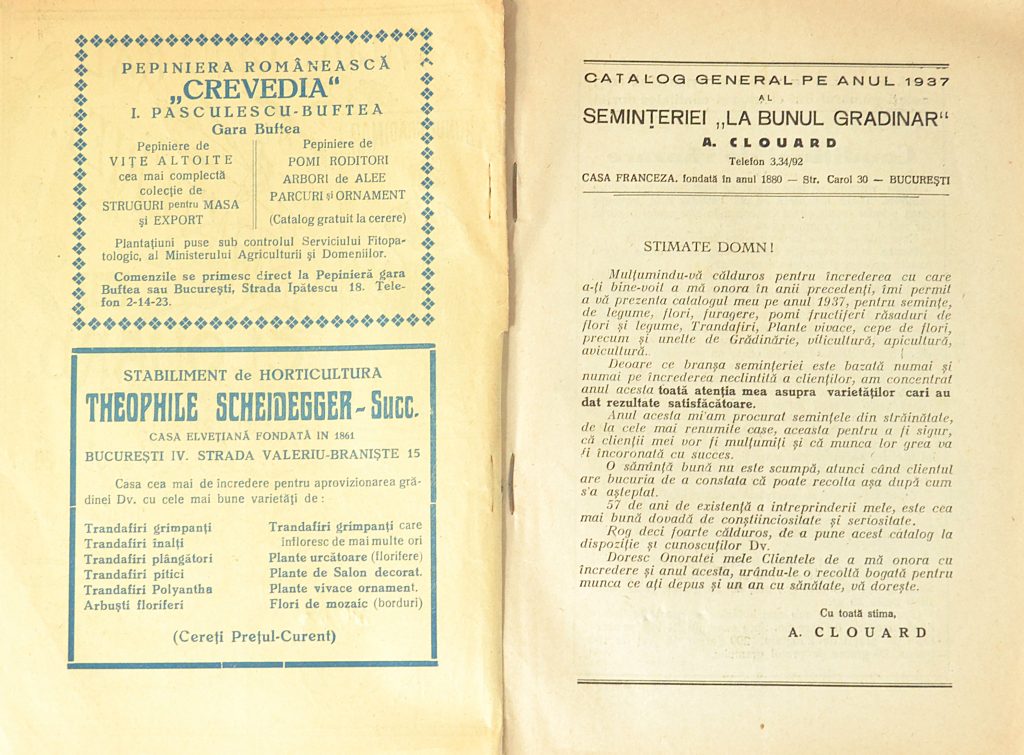 PEPINIERA ROMÂNEASCĂ
„CREVEDIA"
I. PASCULESCU-BUFTEA
Gara Buftea
Pepiniere de
VIȚE ALTOITE
cea mai complectă
colecție de
STRUGURI pentru MASA
și EXPORT
Pepiniere de
POMI RODITORI
ARBORI de ALEE
PARCURI și ORNAMENT
(Catalog gratuit la cerere)
Plantațiuni puse sub controlul Serviciului Fitopa-
tologic, al Ministerului Agriculturii și Domeniilor.
Comenzile se primesc direct la Pepinieră gara
Buftea sau București, Strada Ipătescu 18. Tele-
fon 2-14-23.
STABILIMENT de HORTICULTURA
THEOPHILE SCHEIDEGGER - Succ.
CASA ELVEȚIANĂ FONDATĂ IN 1861
BUCUREȘTI IV. STRADA VALERIU-BRANIȘTE 15
Casa cea mai de incredere pentru aprovizionarea gră-
dinei Dv. cu cele mai bune varietăți de :
Trandafiri grimpanți
Trandafiri înalți
Trandafiri plângători
Trandafiri pitici
Trandafiri Polyantha
Arbuști floriferi
Trandafiri grimpanți care
înfloresc de mai multe ori
Plante urcătoare (florifere)
Plante de Salon decorat.
Plante vivace ornament.
Flori de mozaic (borduri)
(Cereți Prețul-Curent)
CATALOG GENERAL PE ANUL 1937
AL
SEMINȚERIEI „LA BUNUL GRADINAR"
A. CLOUARD
Telefon 3,34/92
CASA FRANCEZA. fondată în anul 1880 — Str. Carol 30 — BUCUREȘTI
STIMATE DOMN !
Mulțumindu-vă călduros pentru încrederea cu care
a-ți bine-voit a mă onora în anii precedenți, îmi permit
a vă prezenta catalogul meu pe anul 1937, pentru semințe,
de legume, flori, furagere, pomi fructiferi răsaduri de
flori și legume, Trandafiri, Plante vivace, cepe de flori,
precum și unelte de Grădinărie, viticultură, apicultură,
avicultură.
Deoare ce branșa seminteriei este bazată numai și
numai pe încrederea neclintită a clienților, am concentrat
anul acesta toată atenția mea asupra varietăților cari au
dat rezultate satisfăcătoare.
Anul acesta mi'am procurat semințele din străinătate,
de la cele mai renumite case, aceasta pentru a fi sigur,
că clienții mei vor fi mulțumiți și că munca lor grea va
fi încoronată cu succes.
O sămînță bună nu este scumpă, atunci când clientul
are bucuria de a constata că poate recolta așa după cum
s'a așteptat.
57 de ani de existență a intreprinderii mele, este cea
mai bună dovadă de conștiinciositate și seriositate.
Rog deci foarte călduros, de a pune acest catalog la
dispoziție și cunoscuților Dv.
Doresc Onoratei mele Clientele de a mă onora cu
încredere și anul acesta, urându-le o recoltă bogată pentru
munca ce ați depus și un an cu sănătate, vă dorește.
Cu toată stima,
A. CLOUARD